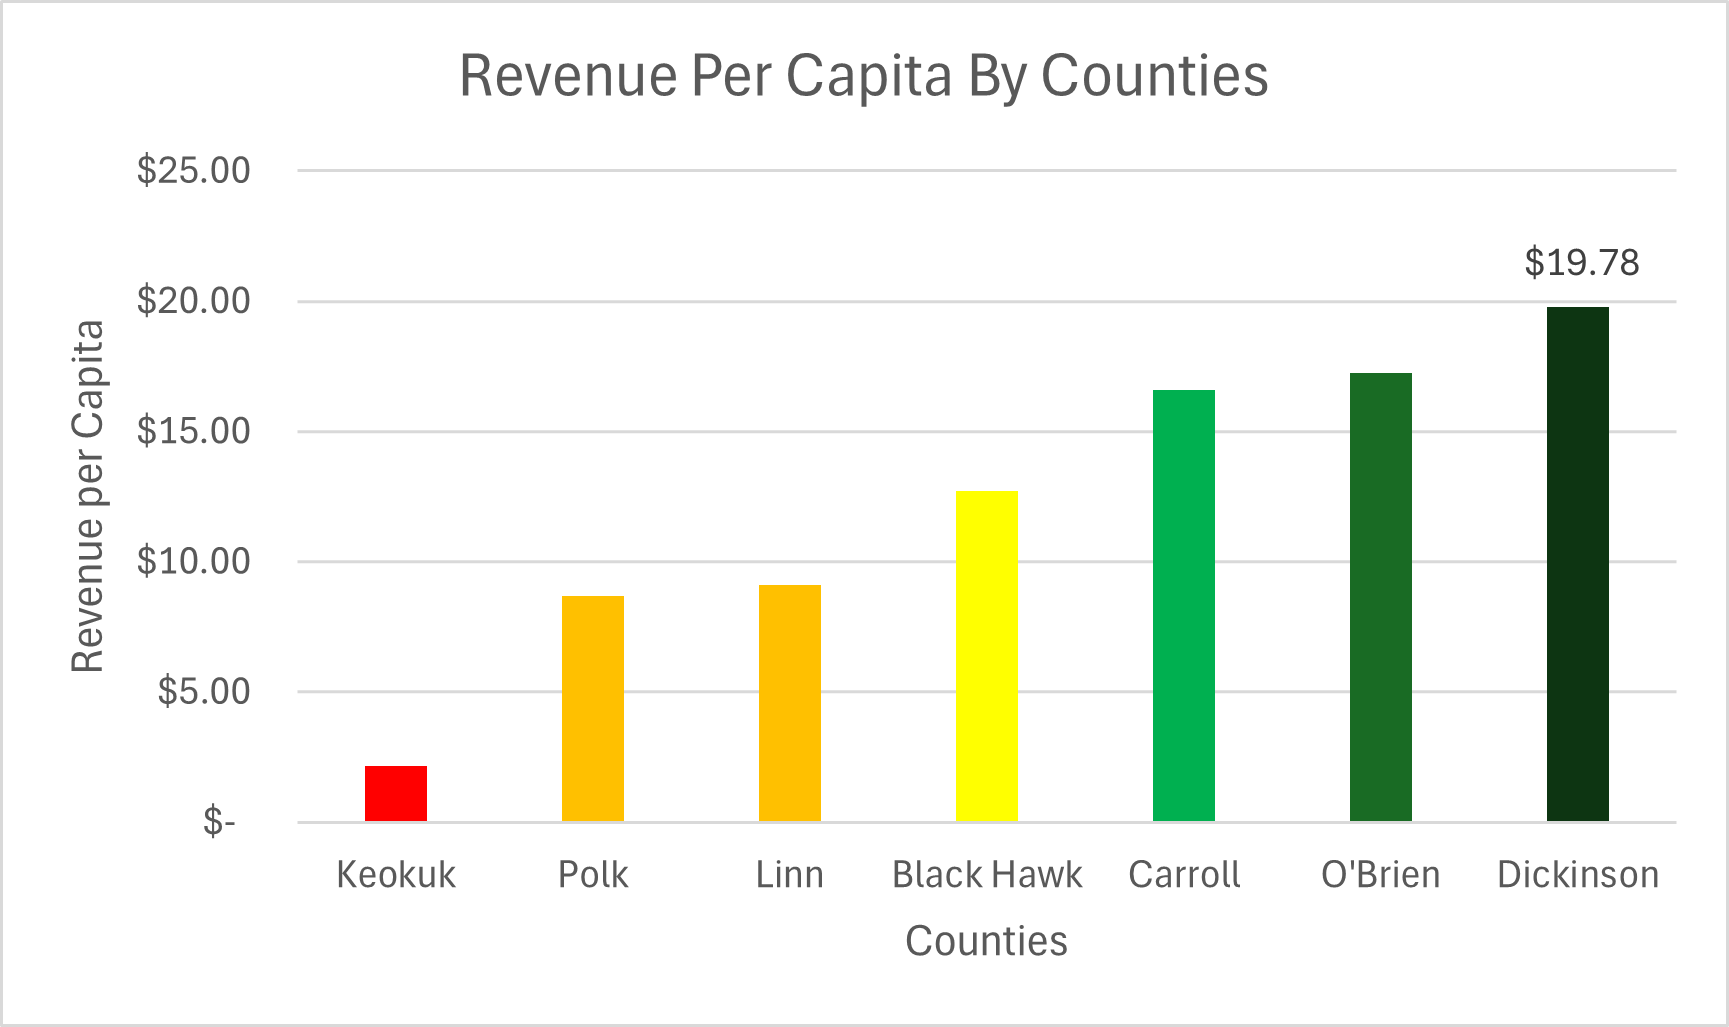 Revenue Per Capita By Counties
$25.00
$20.00
$15.00
$10.00
$5.00
$-
Revenue per Capita
$19.78
Keokuk Polk Linn Black Hawk Carroll O'Brien Dickinson
Counties